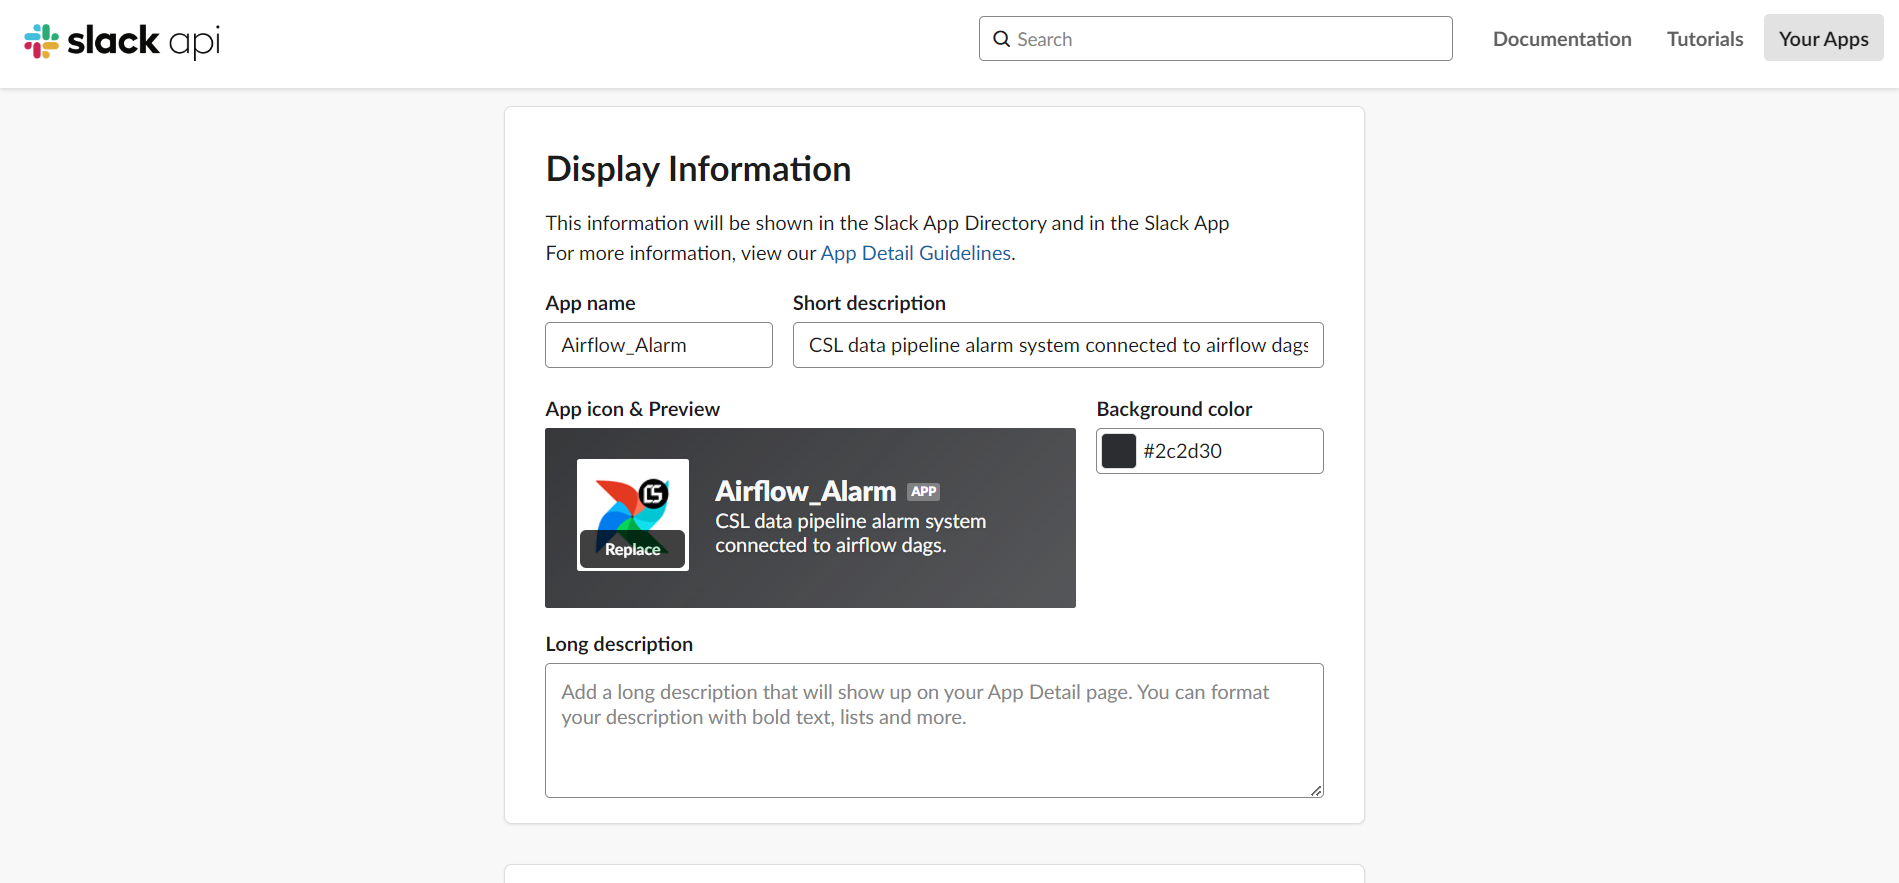 slack api
Search
Documentation
Tutorials
Your Apps
Display Information
This information will be shown in the Slack App Directory and in the Slack App
For more information, view our App Detail Guidelines.
App name
Short description
Airflow_Alarm
CSL data pipeline alarm system connected to airflow dags
App icon & Preview
Background color
#2c2d30
CS
Replace
Airflow_Alarm APP
CSL data pipeline alarm system
connected to airflow dags.
Long description
Add a long description that will show up on your App Detail page. You can format
your description with bold text, lists and more.